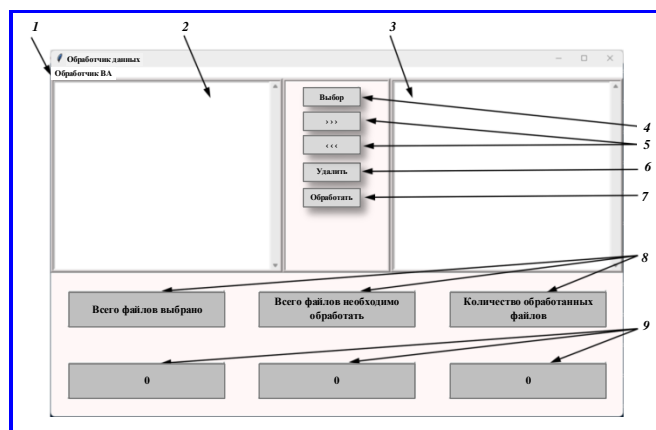 1
2
3
Обработчик данных
Обработчик ВА
Выбор
4
> > >
5
< < <
Удалить
6
Обработать
7
8
Всего файлов выбрано
Всего файлов необходимо
обработать
Количество обработанных
файлов
9
0
0
0